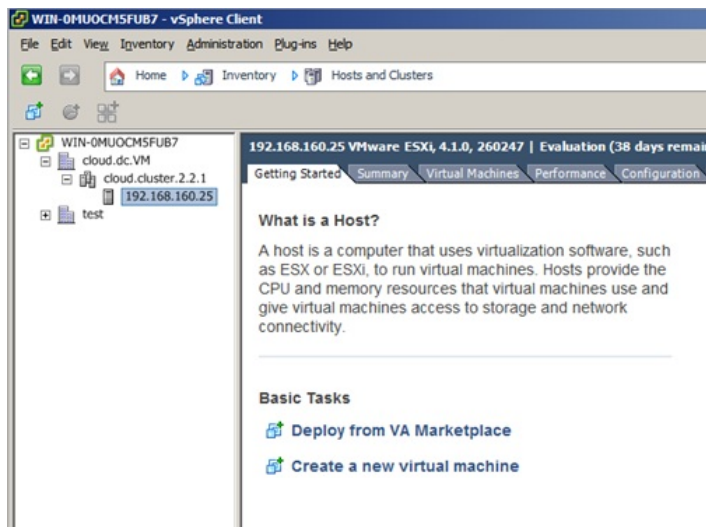 WIN-0MUOCM5FUB7 - vSphere Client
File Edit View Inventory Administration Plug-ins Help
Home Inventory Hosts and Clusters
WIN-0MUOCM5FUB7
cloud.dc.VM
cloud.cluster.2.2.1
192.168.160.25
test
192.168.160.25 VMware ESXi, 4.1.0, 260247 | Evaluation (38 days remai
Getting Started Summary Virtual Machines Performance Configuration
What is a Host?
A host is a computer that uses virtualization software, such
as ESX or ESXi, to run virtual machines. Hosts provide the
CPU and memory resources that virtual machines use and
give virtual machines access to storage and network
connectivity.
Basic Tasks
Deploy from VA Marketplace
Create a new virtual machine